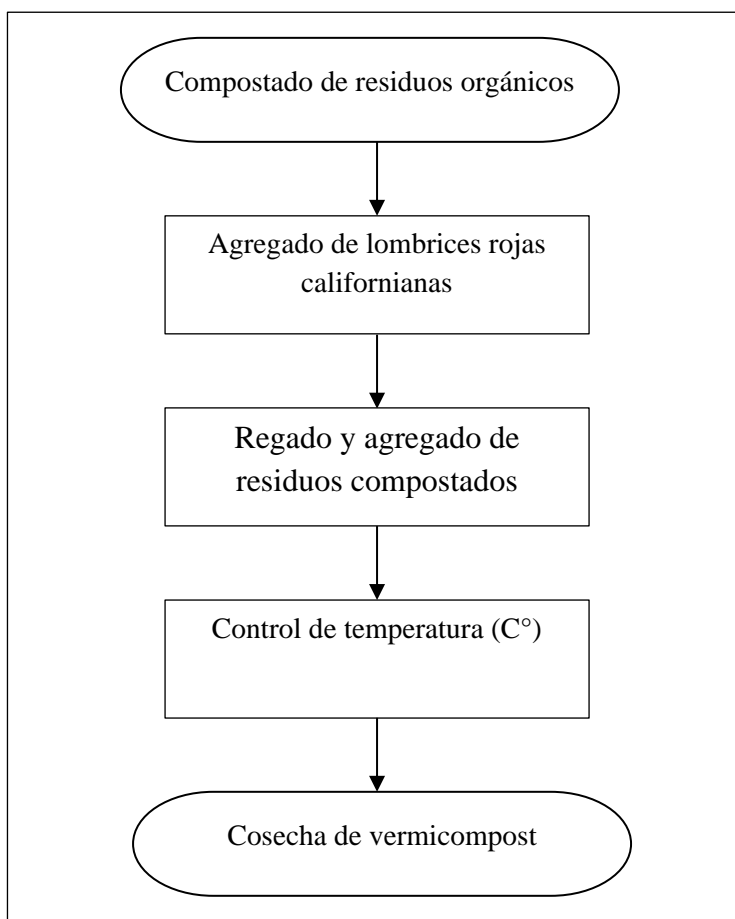 Compostado de residuos orgánicos
Agregado de lombrices rojas
californianas
Regado y agregado de
residuos compostados
Control de temperatura (C°)
Cosecha de vermicompost